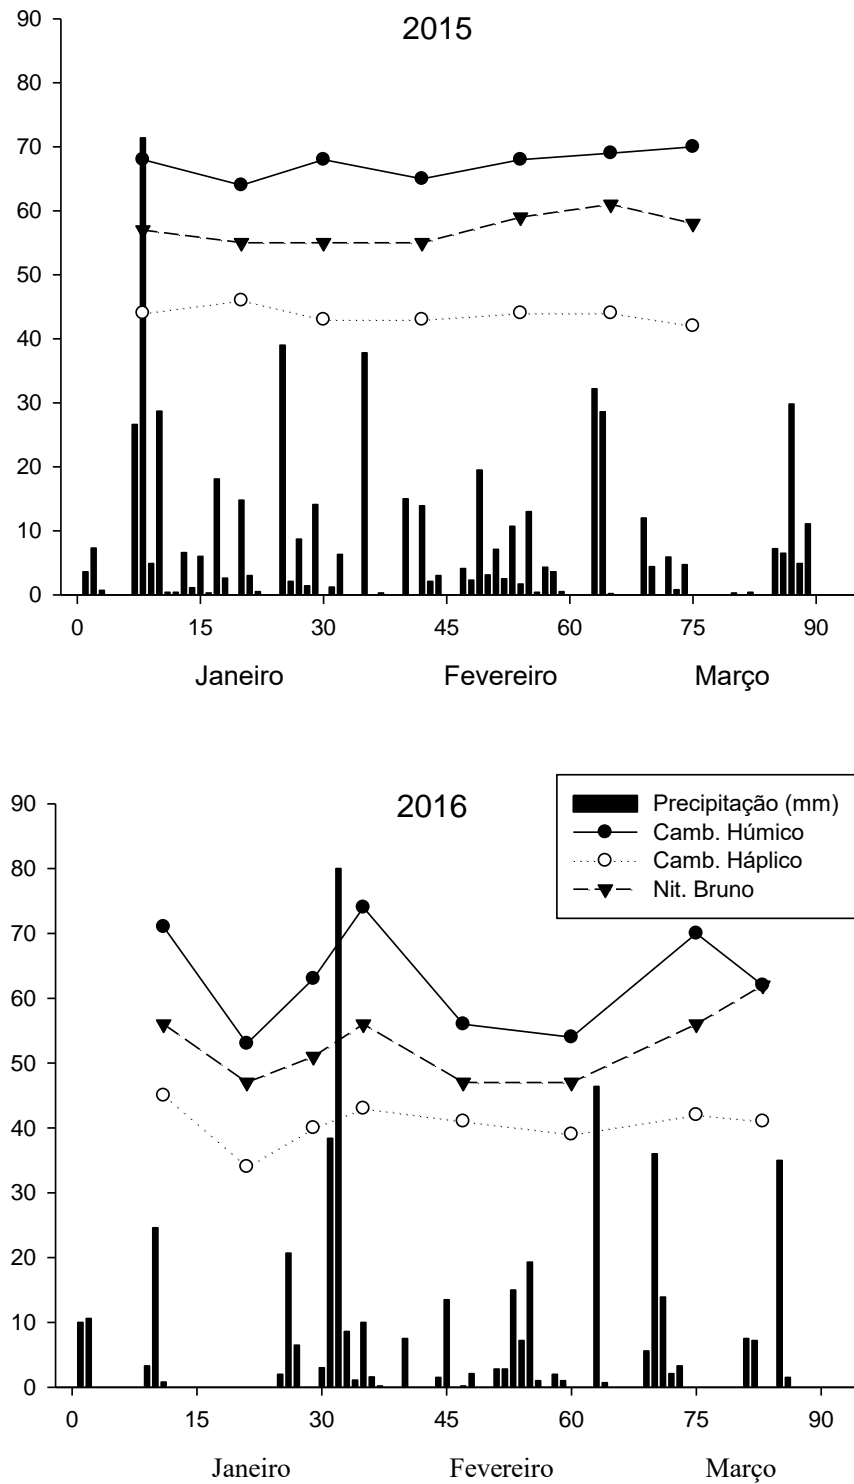 2015
90
80
70
60
50
40
30
20
10
0
0 15 30 45 60 75 90
Janeiro Fevereiro Março
2016
Precipitação (mm)
Camb. Húmico
Camb. Háplico
Nit. Bruno
90
80
70
60
50
40
30
20
10
0
0 15 30 45 60 75 90
Janeiro Fevereiro Março